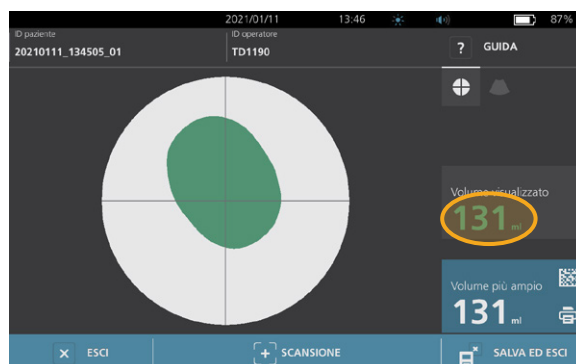 2021/01/11 13:46 87%
ID paziente
20210111_134505_01
ID operatore
TD1190
? GUIDA
Volume visualizzato
131 ml
Volume più ampio
131 ml
ESCI
SCANSIONE
SALVA ED ESCI